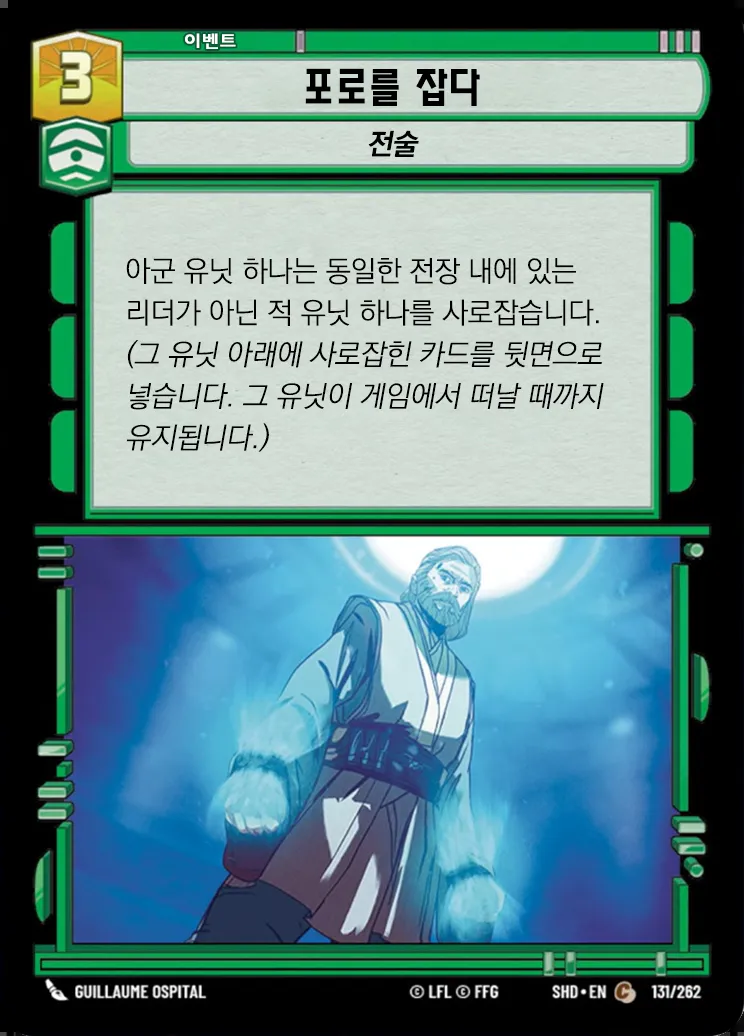 이벤트
3
포로를 잡다
전술
아군 유닛 하나는 동일한 전장 내에 있는
리더가 아닌 적 유닛 하나를 사로잡습니다.
(그 유닛 아래에 사로잡힌 카드를 뒷면으로
넣습니다. 그 유닛이 게임에서 떠날 때까지
유지됩니다.)
GUILLAUME OSPITAL
© LFL © FFG
SHD•EN C 131/262